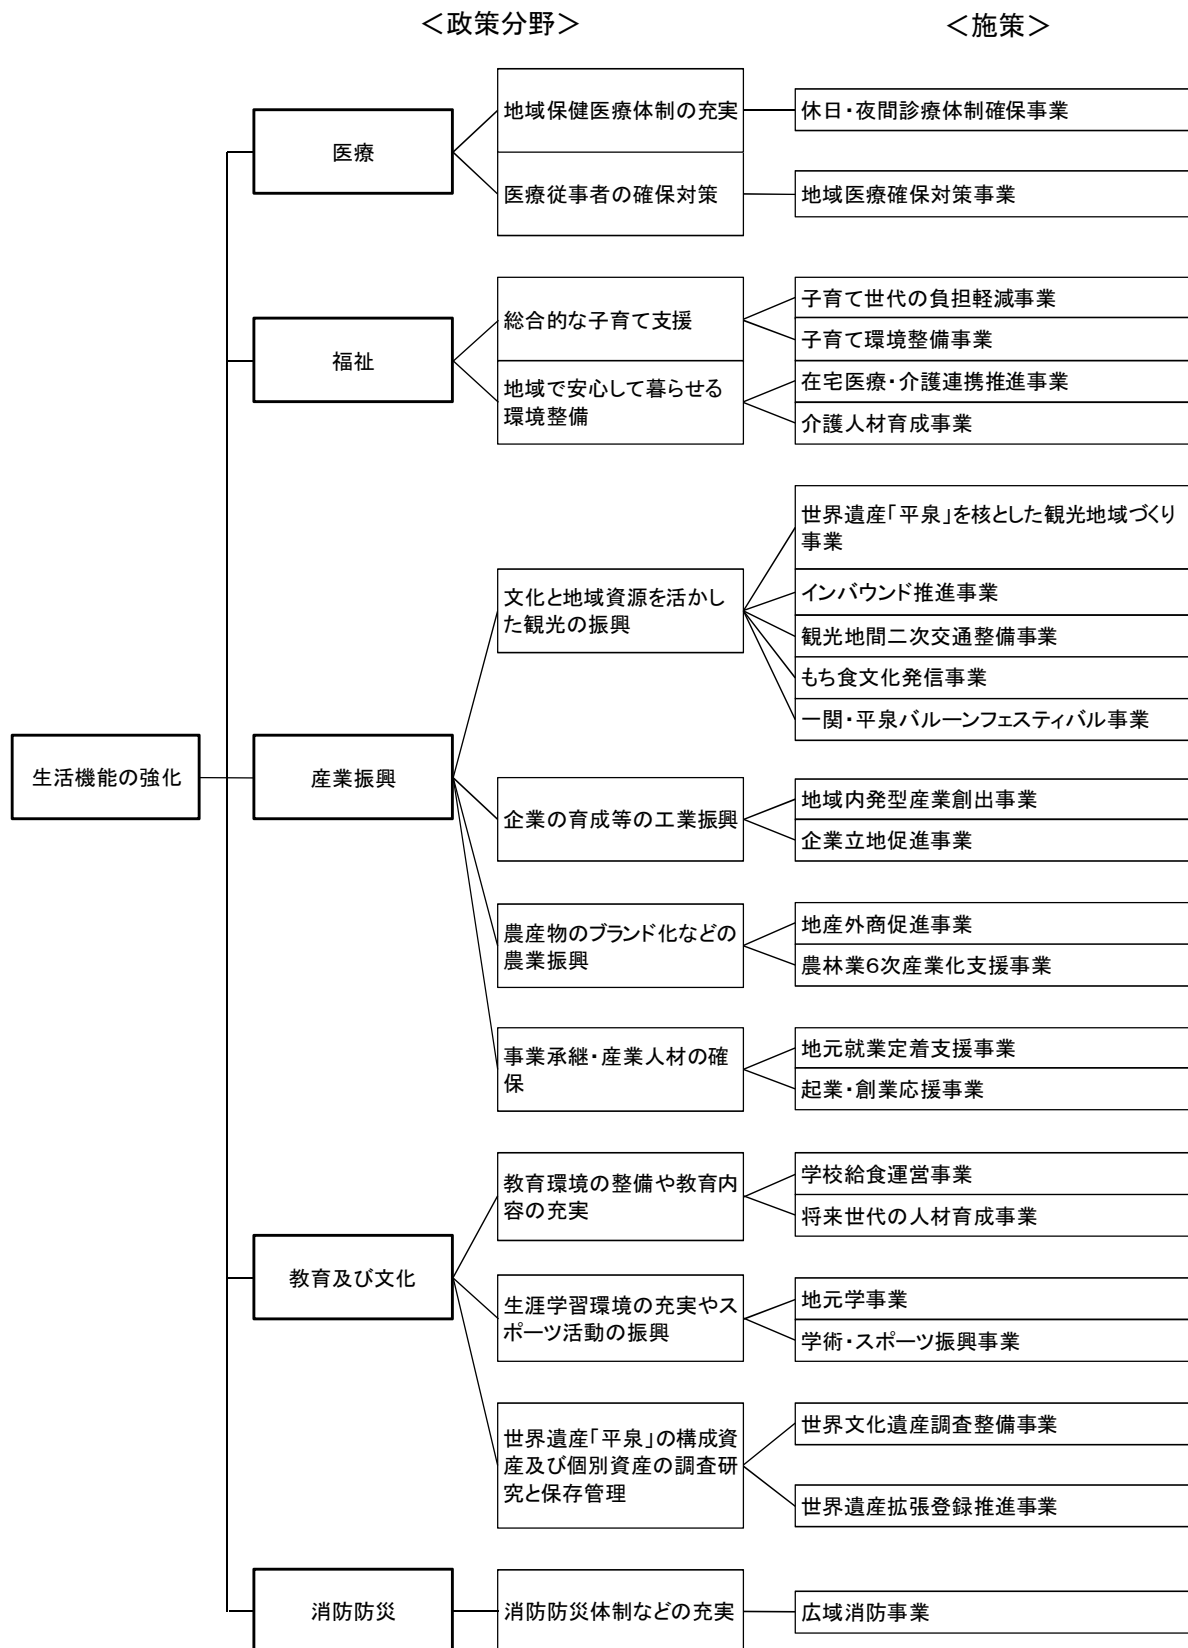 ＜政策分野＞
＜施策＞
生活機能の強化
医療
地域保健医療体制の充実
休日・夜間診療体制確保事業
医療従事者の確保対策
地域医療確保対策事業
福祉
総合的な子育て支援
子育て世代の負担軽減事業
子育て環境整備事業
地域で安心して暮らせる
環境整備
在宅医療・介護連携推進事業
介護人材育成事業
産業振興
文化と地域資源を活かし
た観光の振興
世界遺産「平泉」を核とした観光地域づくり
事業
インバウンド推進事業
観光地間二次交通整備事業
もち食文化発信事業
一関・平泉バルーンフェスティバル事業
企業の育成等の工業振興
地域内発型産業創出事業
企業立地促進事業
農産物のブランド化などの
農業振興
地産外商促進事業
農林業６次産業化支援事業
事業承継・産業人材の確
保
地元就業定着支援事業
起業・創業応援事業
教育及び文化
教育環境の整備や教育内
容の充実
学校給食運営事業
将来世代の人材育成事業
生涯学習環境の充実やス
ポーツ活動の振興
地元学事業
学術・スポーツ振興事業
世界遺産「平泉」の構成資
産及び個別資産の調査研
究と保存管理
世界文化遺産調査整備事業
世界遺産拡張登録推進事業
消防防災
消防防災体制などの充実
広域消防事業